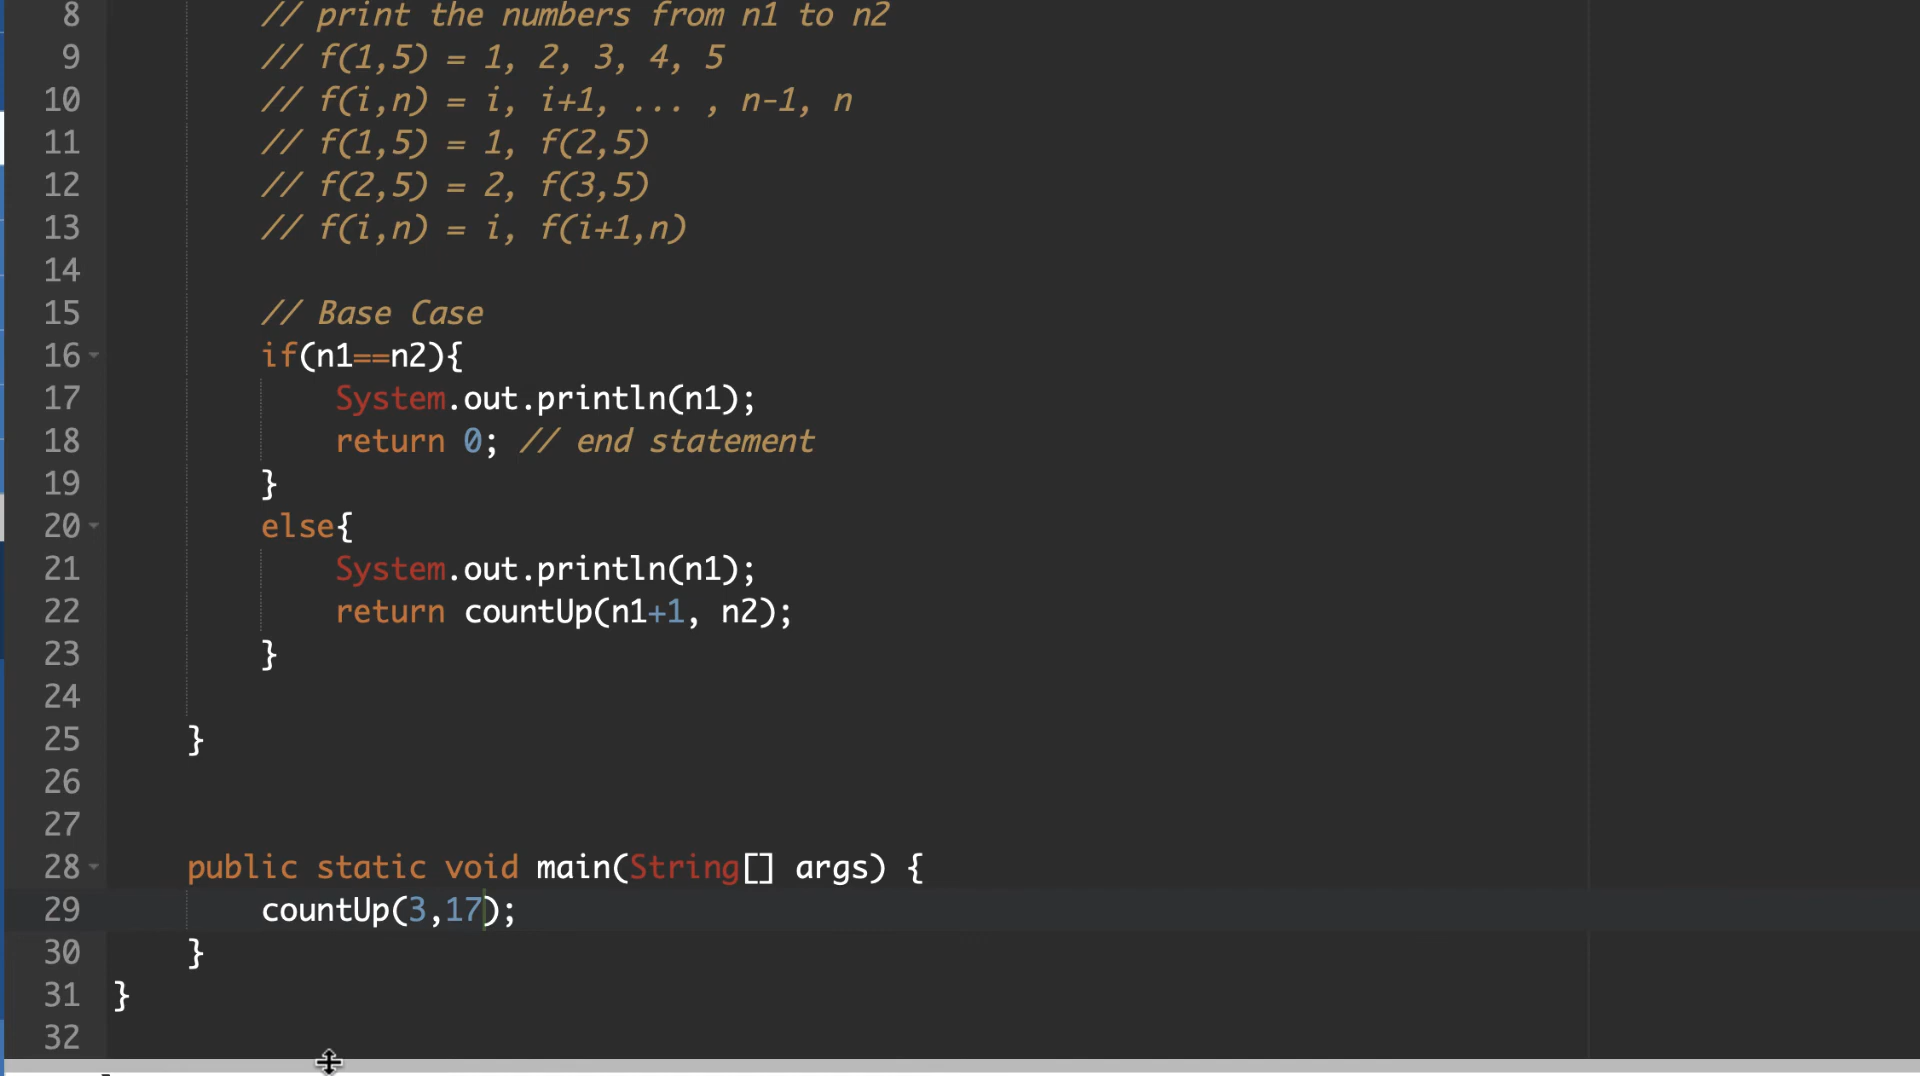 8 // print the numbers from n1 to n2
9 // f(1,5) = 1, 2, 3, 4, 5
10 // f(i,n) = i, i+1, ... , n-1, n
11 // f(1,5) = 1, f(2,5)
12 // f(2,5) = 2, f(3,5)
13 // f(i,n) = i, f(i+1,n)
14
15 // Base Case
16 if(n1==n2){
17 System.out.println(n1);
18 return 0; // end statement
19 }
20 else{
21 System.out.println(n1);
22 return countUp(n1+1, n2);
23 }
24
25 }
26
27
28 public static void main(String[] args) {
29 countUp(3,17);
30 }
31 }
32